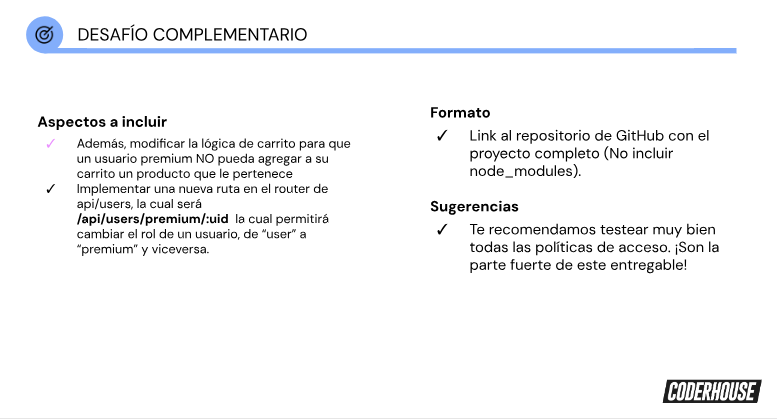 DESAFÍO COMPLEMENTARIO
Aspectos a incluir
✓ Además, modificar la lógica de carrito para que
un usuario premium NO pueda agregar a su
carrito un producto que le pertenece
✓ Implementar una nueva ruta en el router de
api/users, la cual será
/api/users/premium/:uid la cual permitirá
cambiar el rol de un usuario, de “user” a
“premium” y viceversa.
Formato
✓ Link al repositorio de GitHub con el
proyecto completo (No incluir
node_modules).
Sugerencias
✓ Te recomendamos testear muy bien
todas las políticas de acceso. ¡Son la
parte fuerte de este entregable!
CODERHOUSE